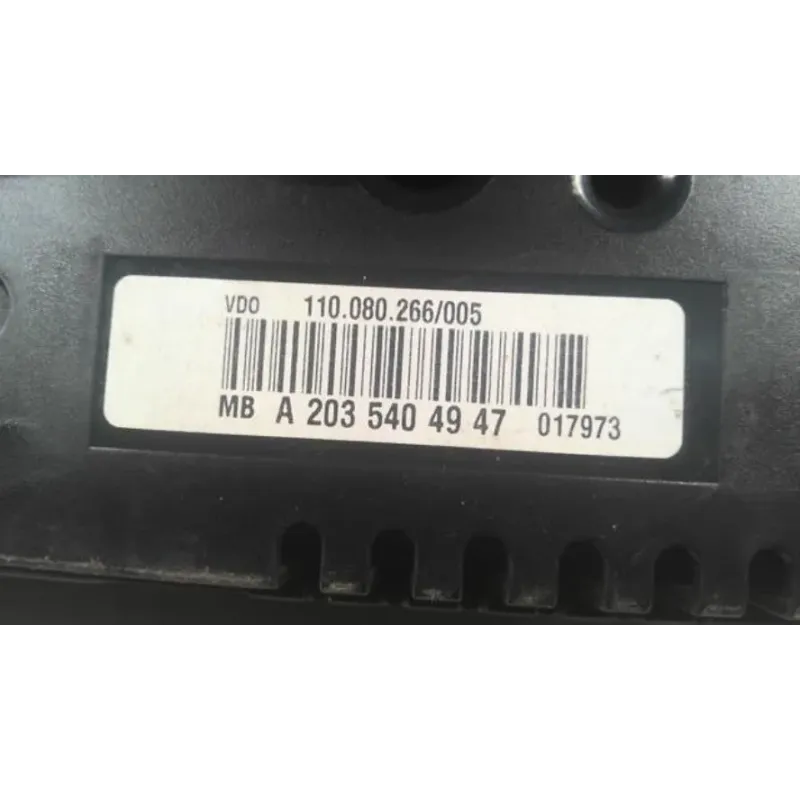 VDO 110.080.266/005
MB A 203 540 49 47 017973